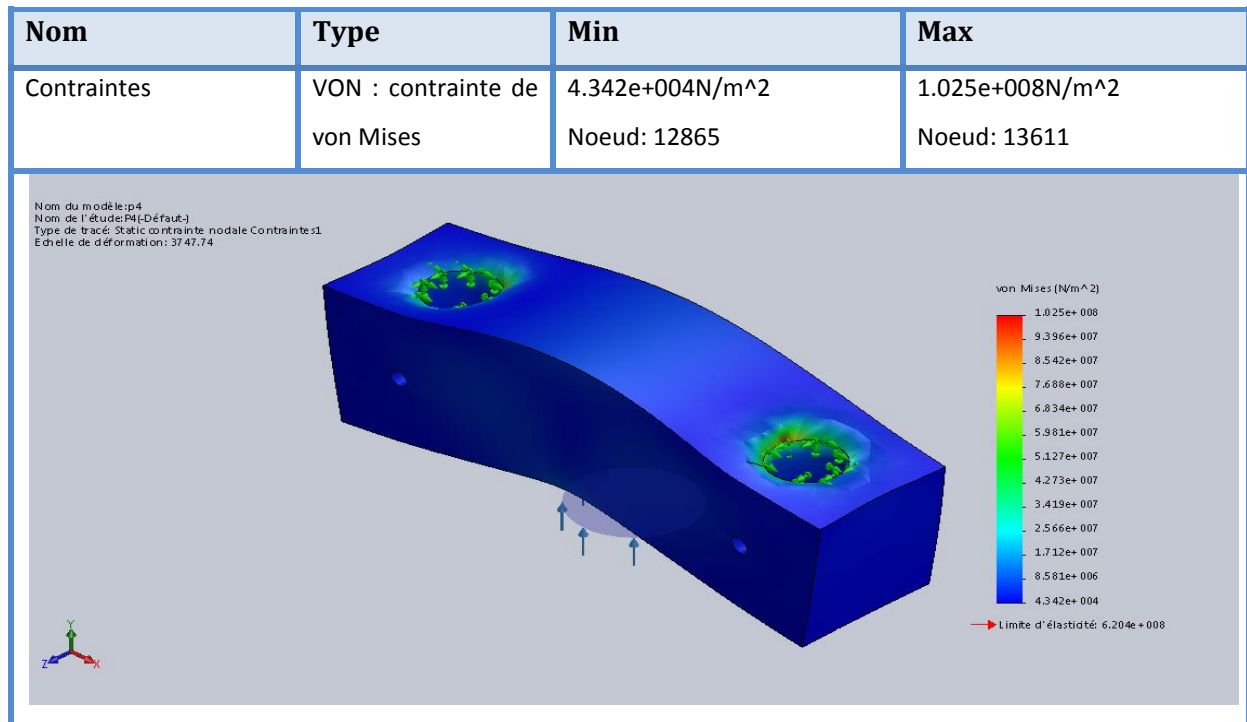 Nom Type Min Max
Contraintes VON : contrainte de 4.342e+004N/m^2 1.025e+008N/m^2
von Mises Noeud: 12865 Noeud: 13611
Nom du modèle:p4
Nom de l'étude:P4(-Défaut-)
Type de tracé: Static contrainte nodale Contraintes1
Echelle de déformation: 3747.74
von Mises (N/m^2)
1.025e+008
9.396e+007
8.542e+007
7.688e+007
6.834e+007
5.981e+007
5.127e+007
4.273e+007
3.419e+007
2.566e+007
1.712e+007
8.581e+006
4.342e+004
Limite d'élasticité: 6.204e+008
Y
Z
X